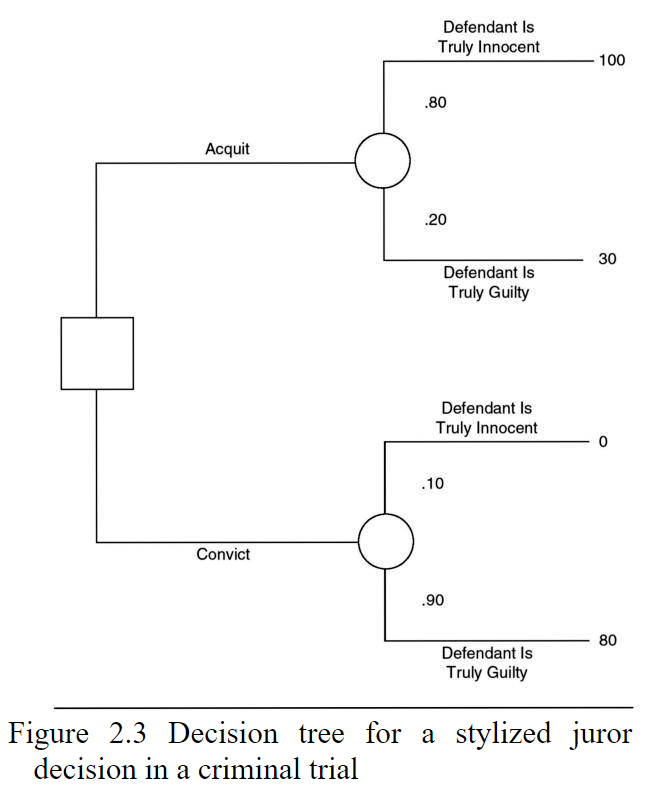 Defendant Is
Truly Innocent
100
.80
Acquit
.20
30
Defendant Is
Truly Guilty
Defendant Is
Truly Innocent
0
.10
Convict
.90
80
Defendant Is
Truly Guilty
Figure 2.3 Decision tree for a stylized juror
decision in a criminal trial